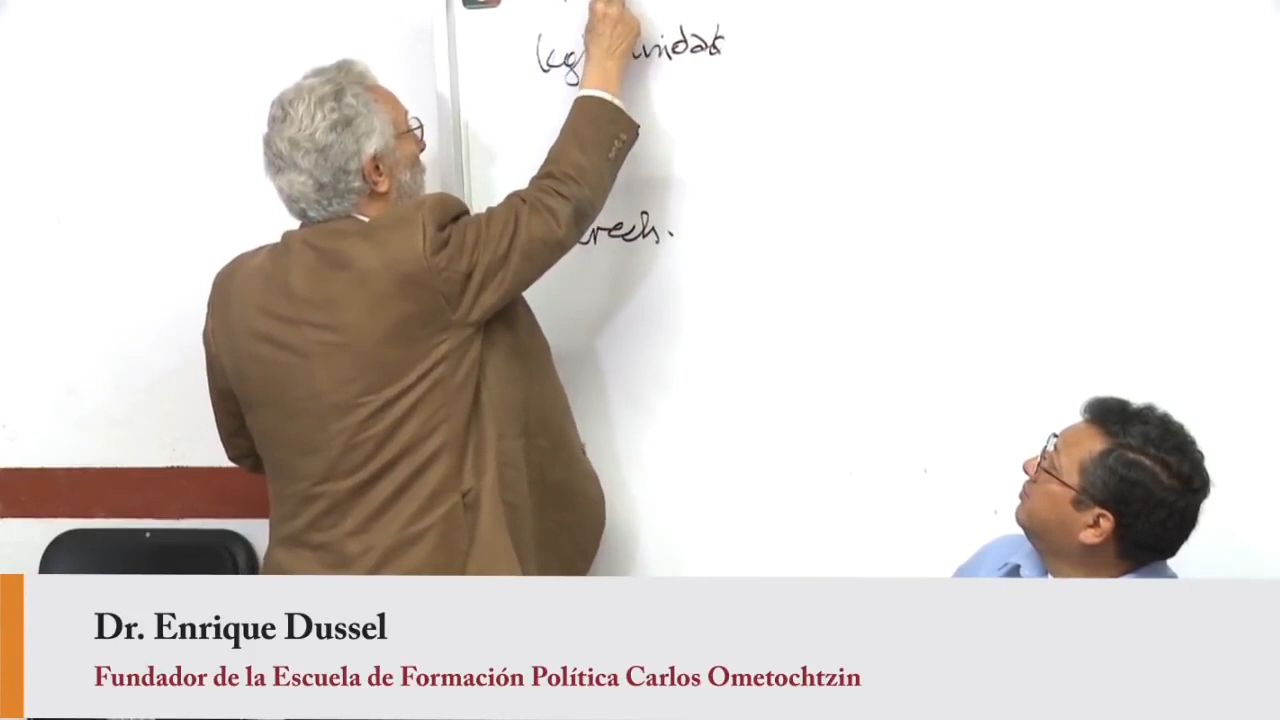 Dr. Enrique Dussel
Fundador de la Escuela de Formación Política Carlos Ometochtzin